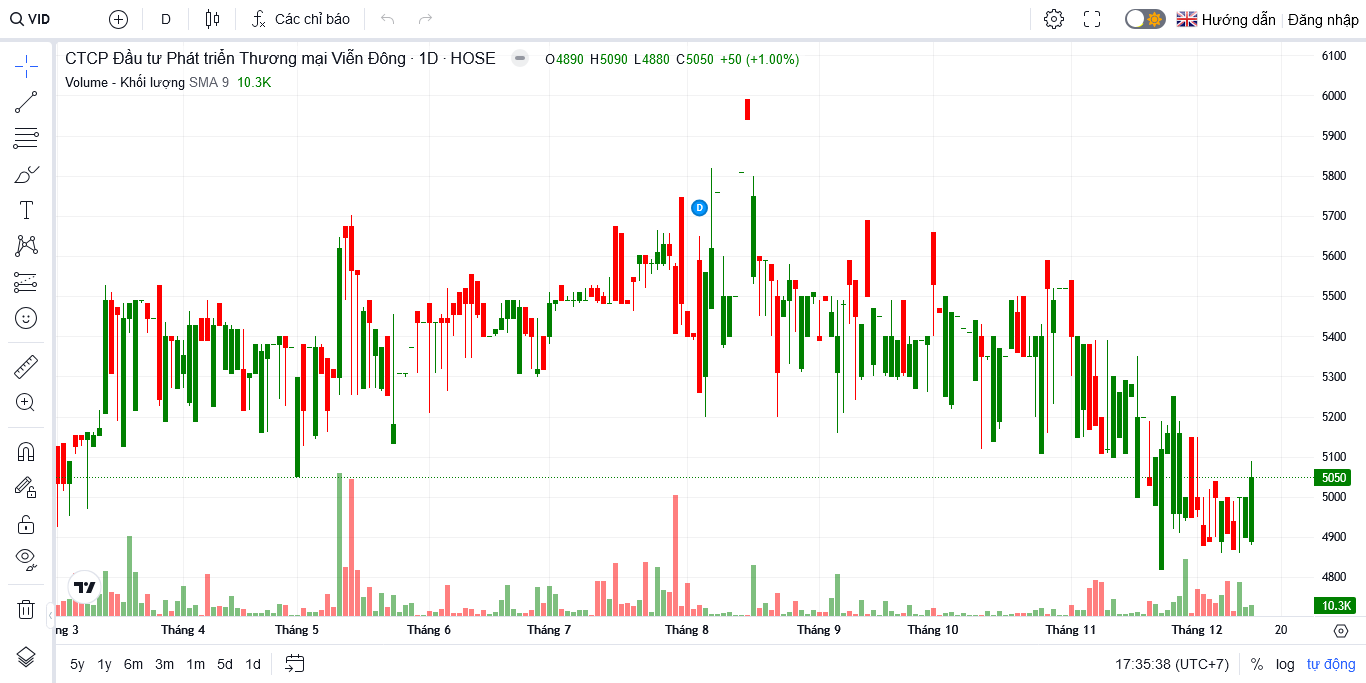 VID D Các chỉ báo Hướng dẫn Đăng nhập
CTCP Đầu tư Phát triển Thương mại Viễn Đông · 1D · HOSE O4890 H5090 L4880 C5050 +50 (+1.00%)
Volume - Khối lượng SMA 9 10.3K
6100
6000
5900
5800
5700
D
5600
5500
5400
5300
5200
5100
5050
5000
4900
4800
10.3K
ng 3 Tháng 4 Tháng 5 Tháng 6 Tháng 7 Tháng 8 Tháng 9 Tháng 10 Tháng 11 Tháng 12 20
5y 1y 6m 3m 1m 5d 1d 17:35:38 (UTC+7) % log tự động